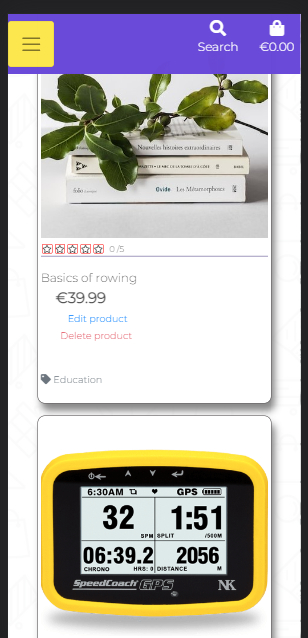 Search
€0.00
Nouvelles histoires extraordinaires
folio
Guide
Les Métamorphoses
0 /5
Basics of rowing
€39.99
Edit product
Delete product
Education
6:30AM
GPS
32
1:51
SPM
SPLIT
/500M
06:39.2
2056
CHRONO
HRS: 0
DISTANCE
M
SpeedCoach GPS
NK